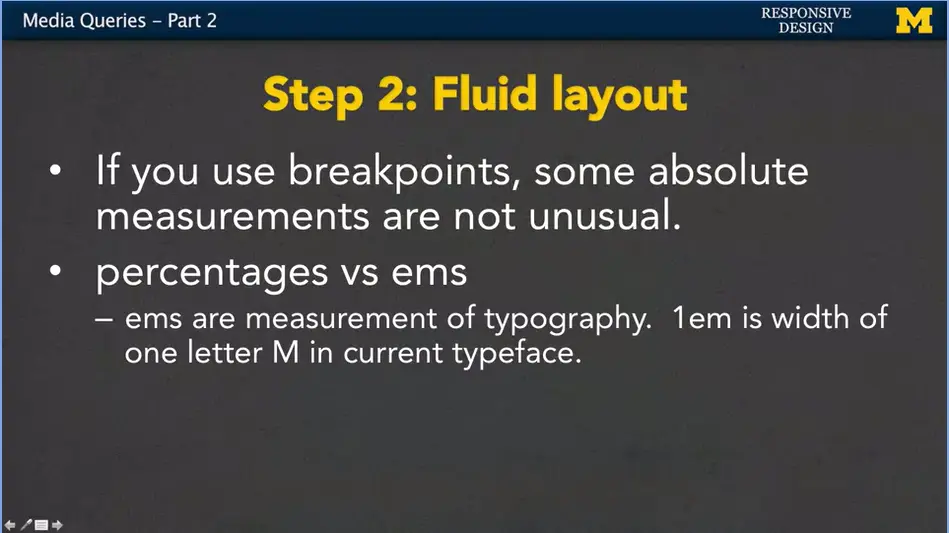 Media Queries – Part 2
RESPONSIVE
DESIGN
M
Step 2: Fluid layout
• If you use breakpoints, some absolute
measurements are not unusual.
• percentages vs ems
– ems are measurement of typography. 1em is width of
one letter M in current typeface.